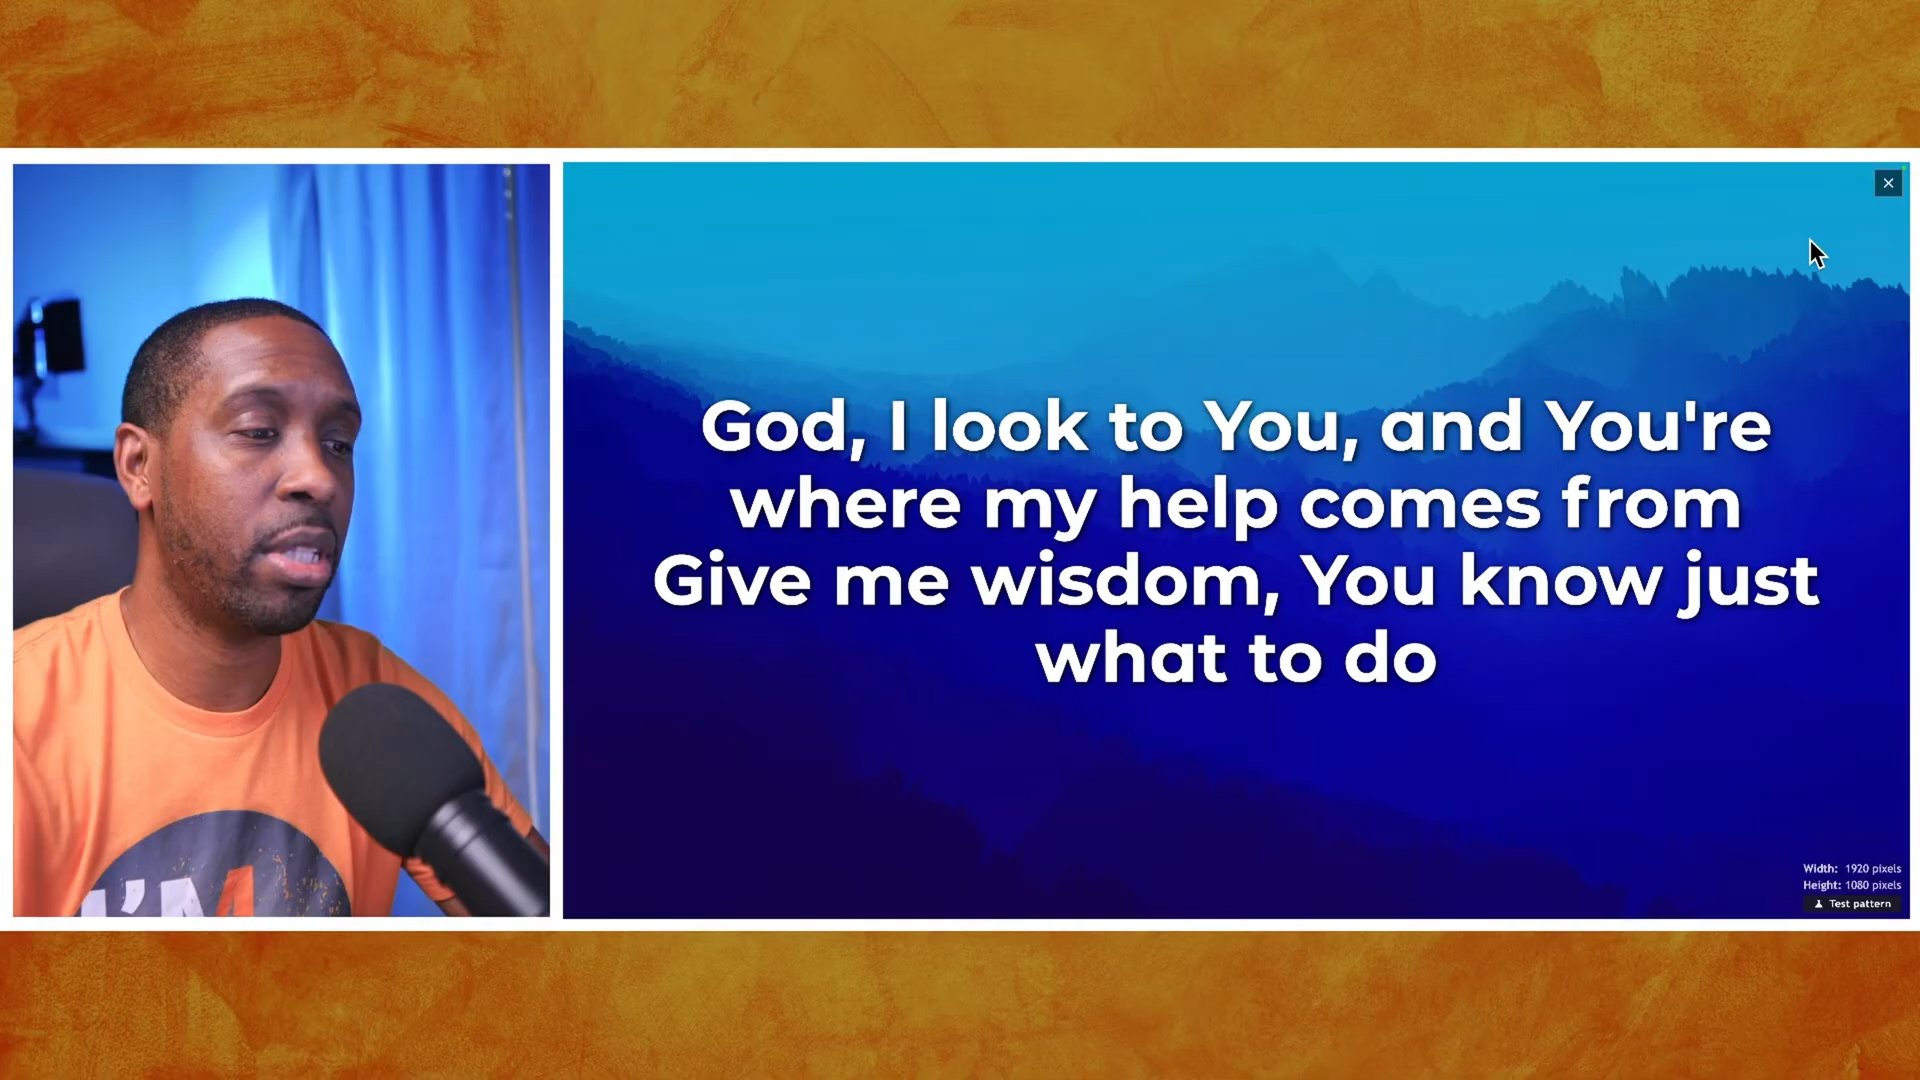 God, I look to You, and You're
where my help comes from
Give me wisdom, You know just
what to do
Width: 1920 pixels
Height: 1080 pixels
Test pattern
I'M